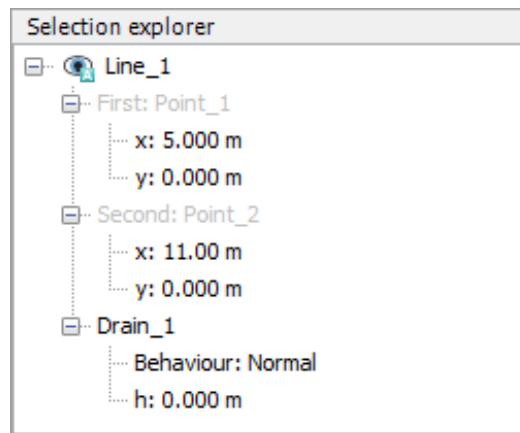 Selection explorer
Line_1
First: Point_1
x: 5.000 m
y: 0.000 m
Second: Point_2
x: 11.00 m
y: 0.000 m
Drain_1
Behaviour: Normal
h: 0.000 m